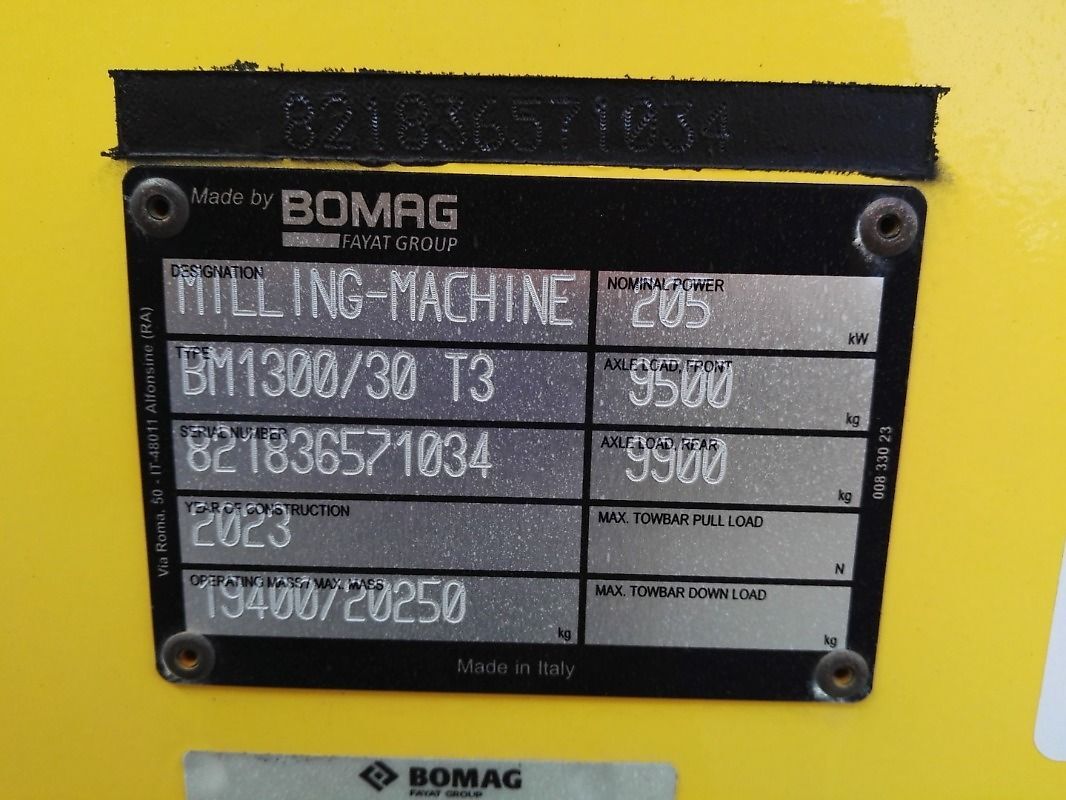 821836571034
Made by BOMAG
FAYAT GROUP
DESIGNATION
MILLING-MACHINE
NOMINAL POWER
205
kW
TYPE
BM1300/30 T3
AXLE LOAD, FRONT
9500
kg
SERIAL NUMBER
821836571034
AXLE LOAD, REAR
9900
kg
YEAR OF CONSTRUCTION
2023
MAX. TOWBAR PULL LOAD
N
OPERATING MASS / MAX. MASS
19400/20250
kg
MAX. TOWBAR DOWN LOAD
kg
Via Roma, 50 - IT-48011 Alfonsine (RA)
008 330 23
Made in Italy
BOMAG
FAYAT GROUP